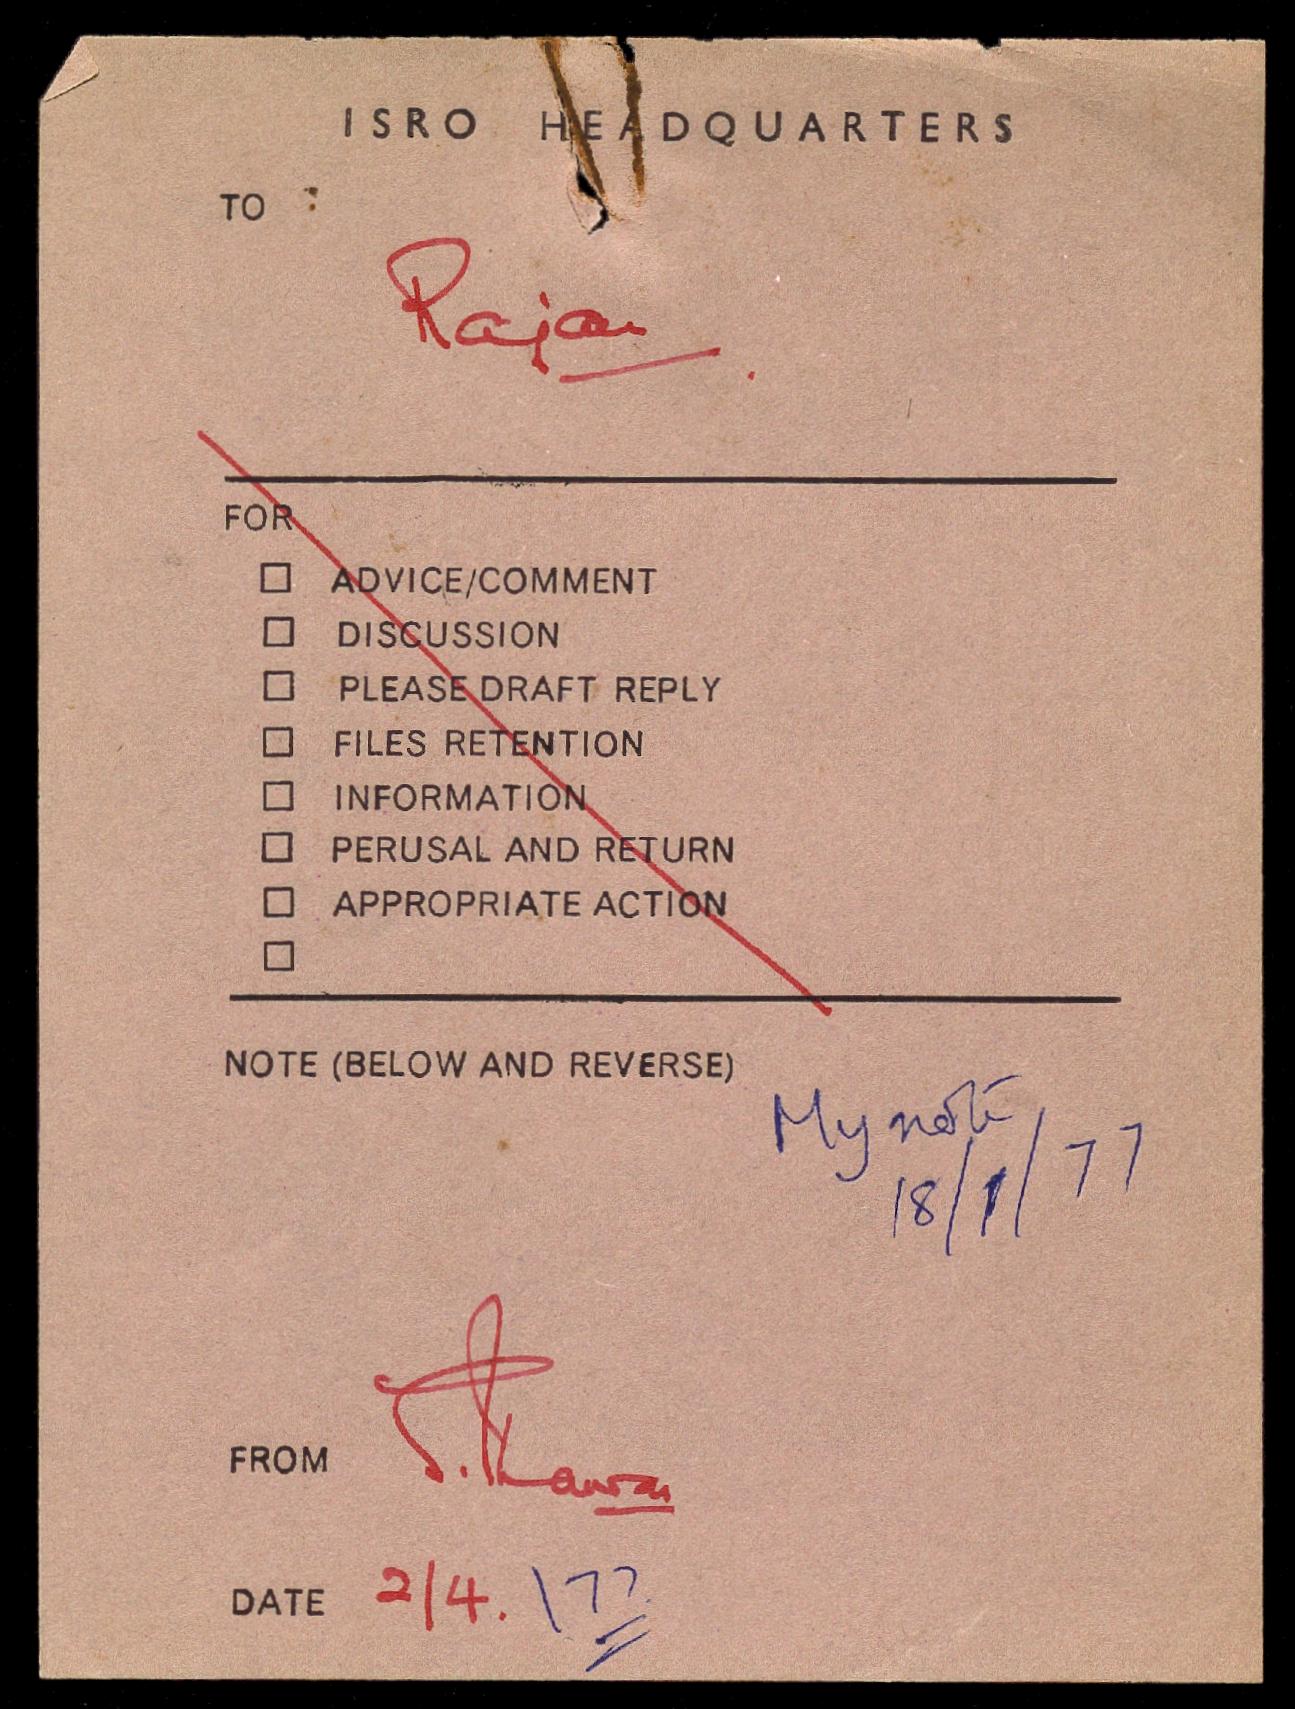 ISRO HEADQUARTERS
TO :
Rajan
FOR
ADVICE/COMMENT
DISCUSSION
PLEASE DRAFT REPLY
FILES RETENTION
INFORMATION
PERUSAL AND RETURN
APPROPRIATE ACTION
NOTE (BELOW AND REVERSE)
My note
18/1/77
FROM
DATE 2/4. \77